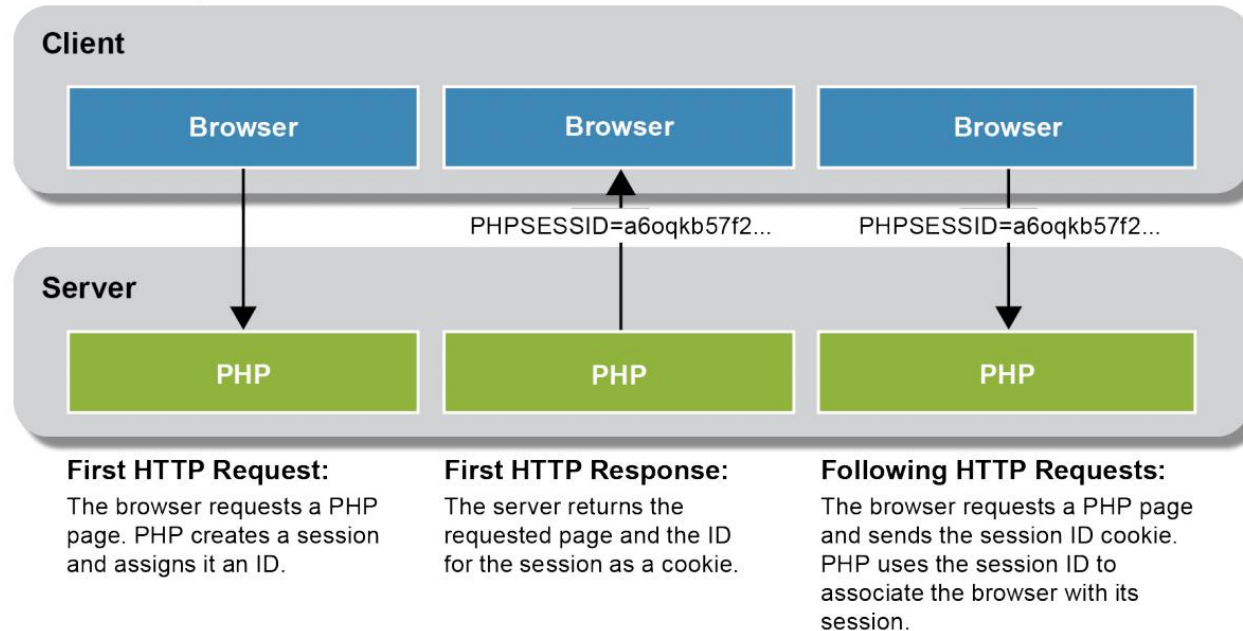 Client
Browser
Browser
Browser
PHPSESSID=a6oqkb57f2...
PHPSESSID=a6oqkb57f2...
Server
PHP
PHP
PHP
First HTTP Request:
The browser requests a PHP
page. PHP creates a session
and assigns it an ID.
First HTTP Response:
The server returns the
requested page and the ID
for the session as a cookie.
Following HTTP Requests:
The browser requests a PHP page
and sends the session ID cookie.
PHP uses the session ID to
associate the browser with its
session.